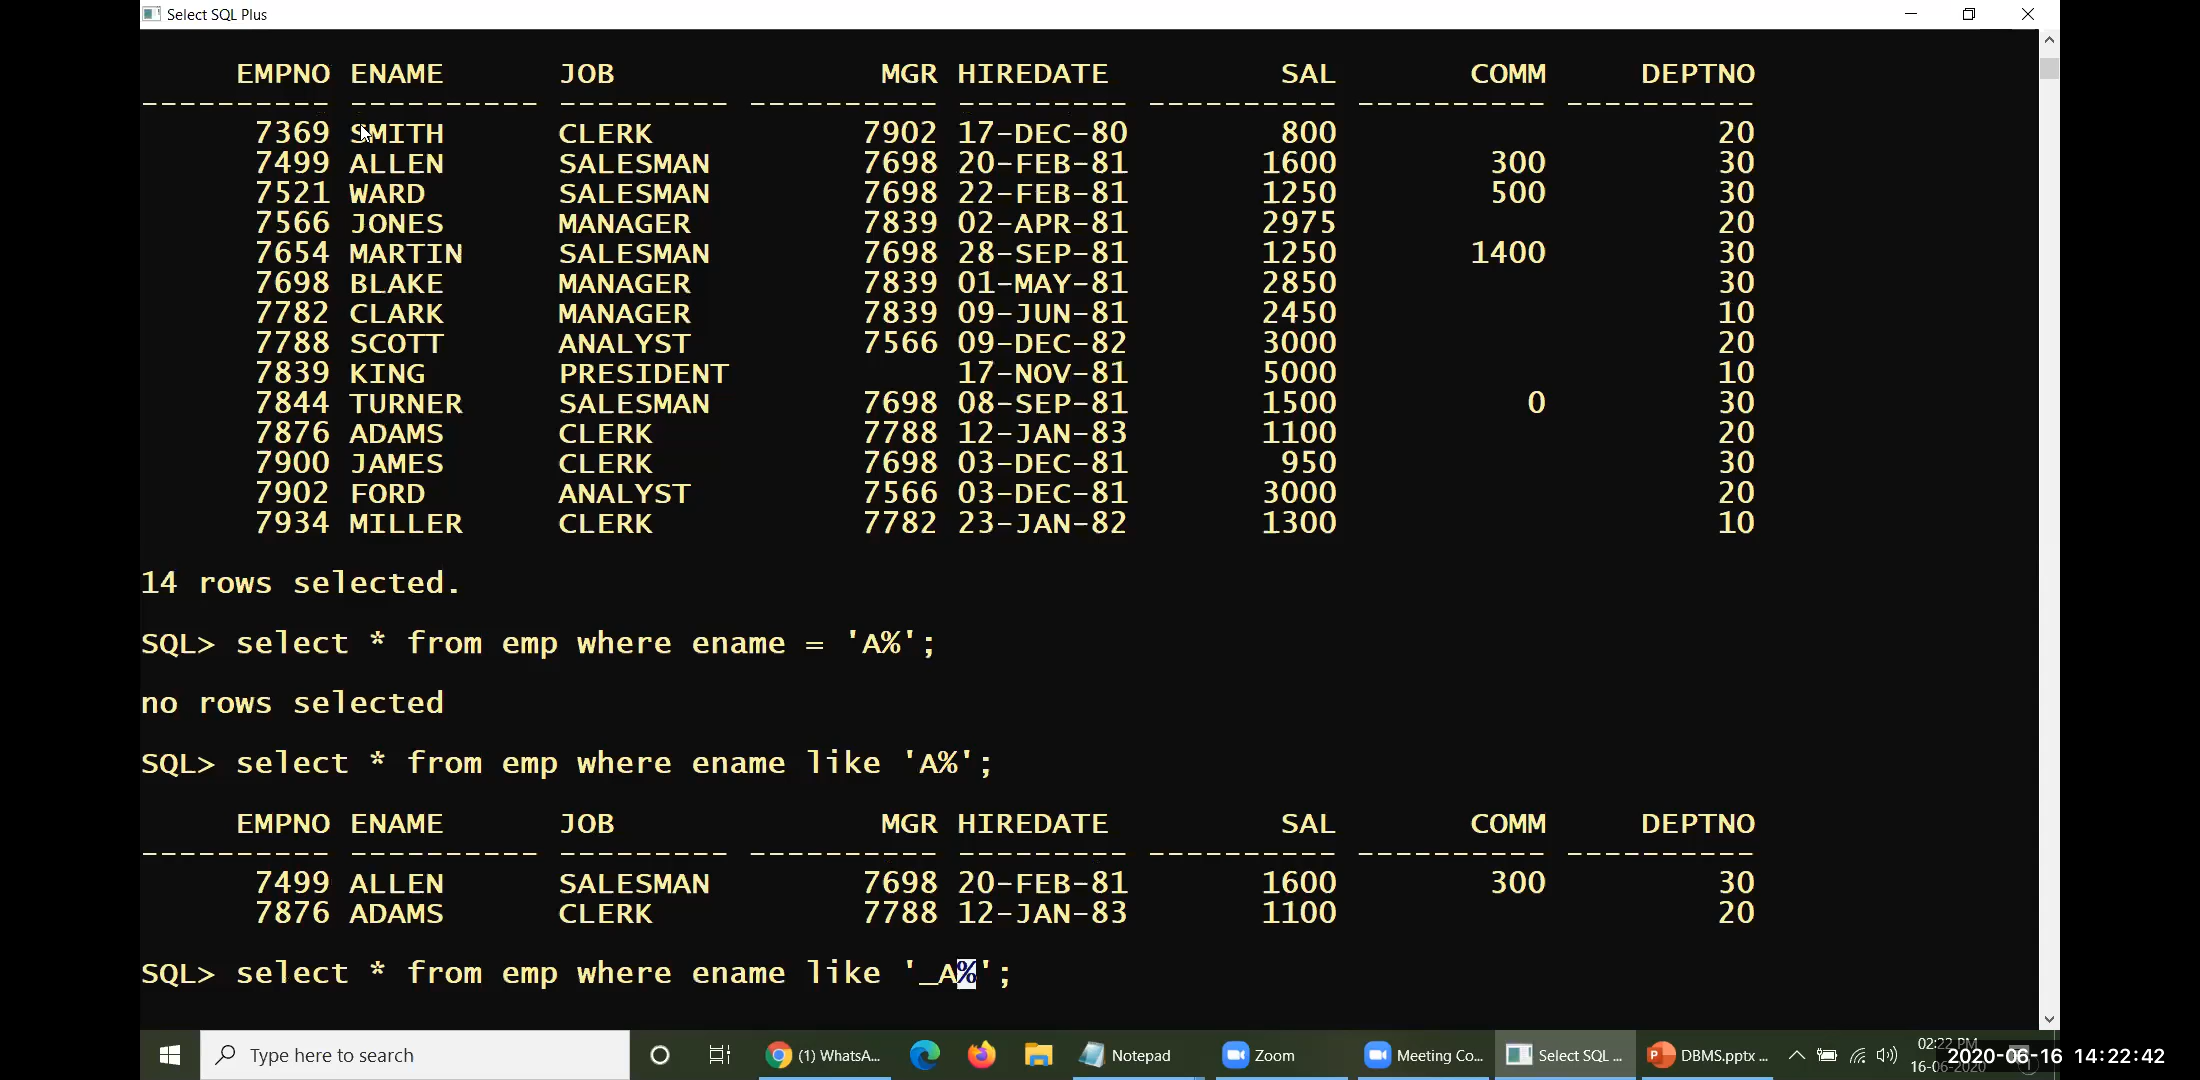 Select SQL Plus
EMPNO ENAME JOB MGR HIREDATE SAL COMM DEPTNO
---------- ---------- --------- ---------- --------- ---------- ---------- ----------
7369 SMITH CLERK 7902 17-DEC-80 800 20
7499 ALLEN SALESMAN 7698 20-FEB-81 1600 300 30
7521 WARD SALESMAN 7698 22-FEB-81 1250 500 30
7566 JONES MANAGER 7839 02-APR-81 2975 20
7654 MARTIN SALESMAN 7698 28-SEP-81 1250 1400 30
7698 BLAKE MANAGER 7839 01-MAY-81 2850 30
7782 CLARK MANAGER 7839 09-JUN-81 2450 10
7788 SCOTT ANALYST 7566 09-DEC-82 3000 20
7839 KING PRESIDENT 17-NOV-81 5000 10
7844 TURNER SALESMAN 7698 08-SEP-81 1500 0 30
7876 ADAMS CLERK 7788 12-JAN-83 1100 20
7900 JAMES CLERK 7698 03-DEC-81 950 30
7902 FORD ANALYST 7566 03-DEC-81 3000 20
7934 MILLER CLERK 7782 23-JAN-82 1300 10
14 rows selected.
SQL> select * from emp where ename = 'A%';
no rows selected
SQL> select * from emp where ename like 'A%';
EMPNO ENAME JOB MGR HIREDATE SAL COMM DEPTNO
---------- ---------- --------- ---------- --------- ---------- ---------- ----------
7499 ALLEN SALESMAN 7698 20-FEB-81 1600 300 30
7876 ADAMS CLERK 7788 12-JAN-83 1100 20
SQL> select * from emp where ename like '_A%';
Type here to search (1) WhatsA... Notepad Zoom Meeting Co... Select SQL ... DBMS.pptx ... 02:22 PM
16-06-2020 2020-06-16 14:22:42